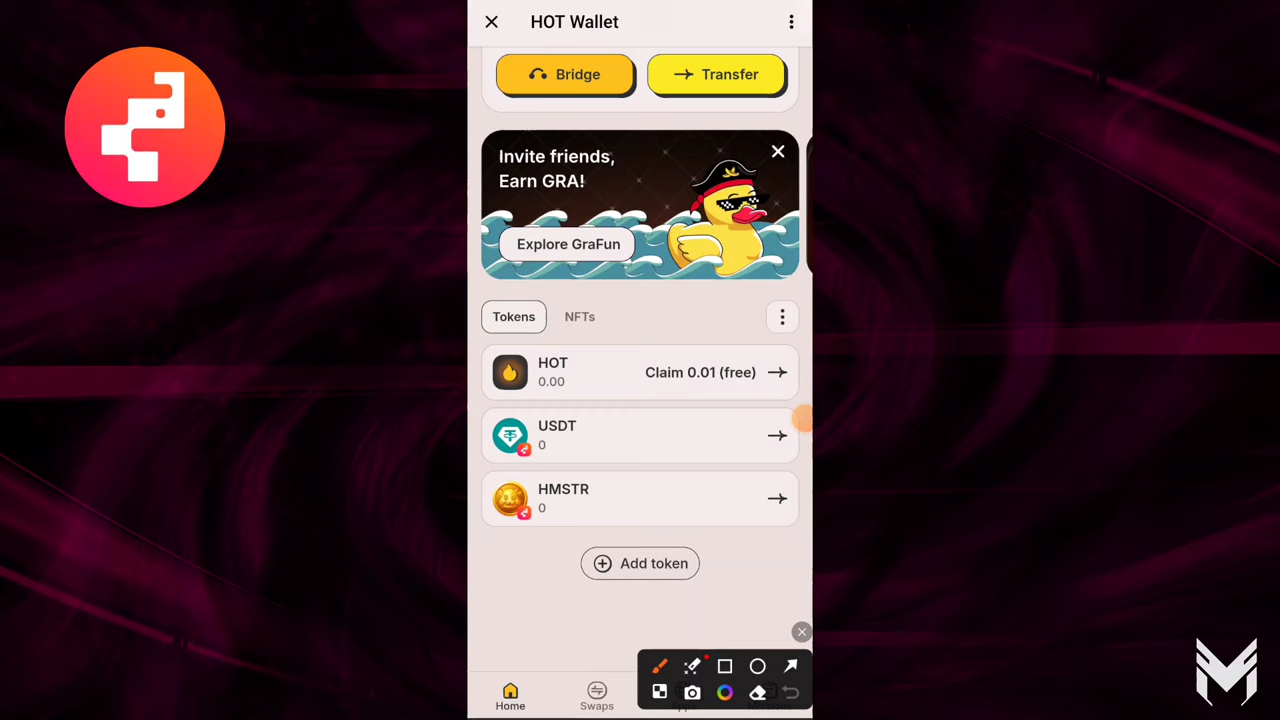 HOT Wallet
Bridge
Transfer
Invite friends,
Earn GRA!
Explore GraFun
Tokens
NFTs
HOT
0.00
Claim 0.01 (free)
USDT
0
HMSTR
0
Add token
Home
Swaps